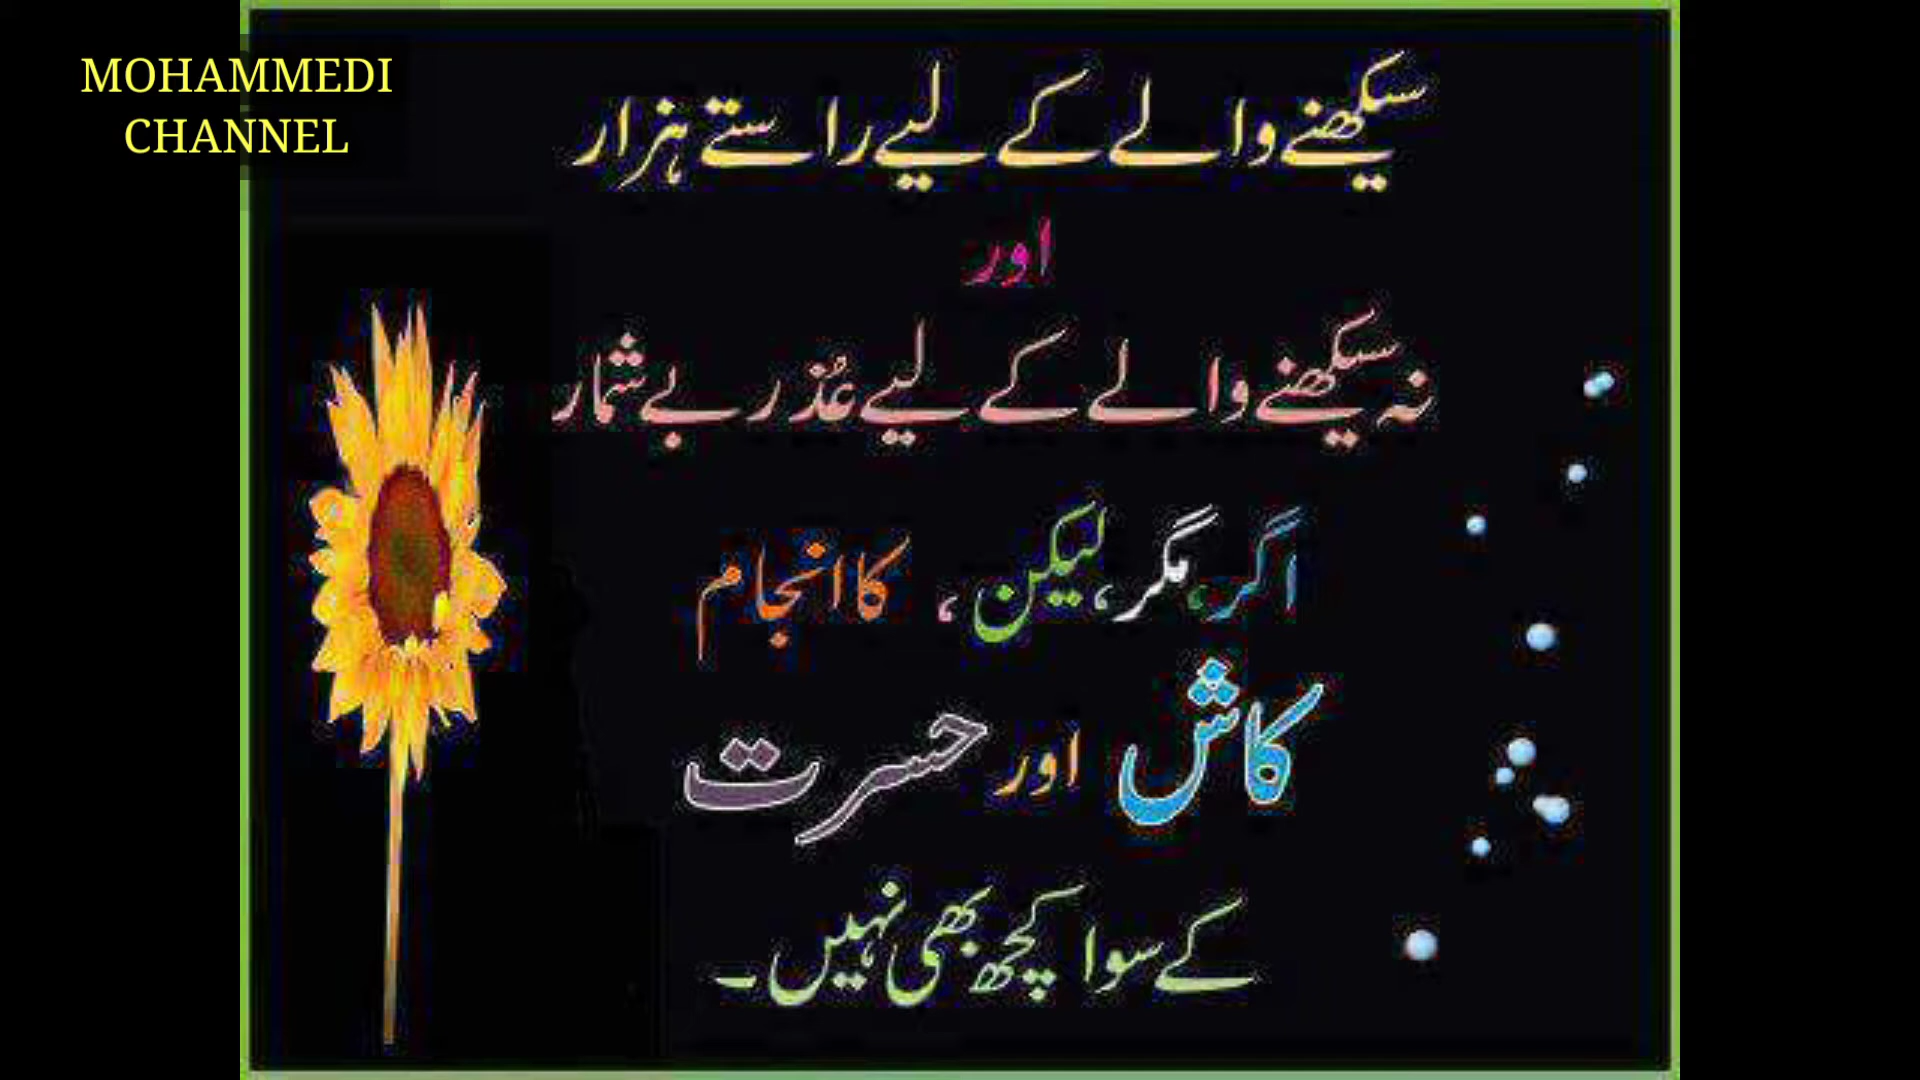 MOHAMMEDI
CHANNEL
سیکھنے والے کے لیے راستے ہزار
اور
نہ سیکھنے والے کے لیے عُذر بے شمار
اگر، مگر، لیکن، کا انجام
کاش اور حسرت
کے سوا کچھ بھی نہیں۔